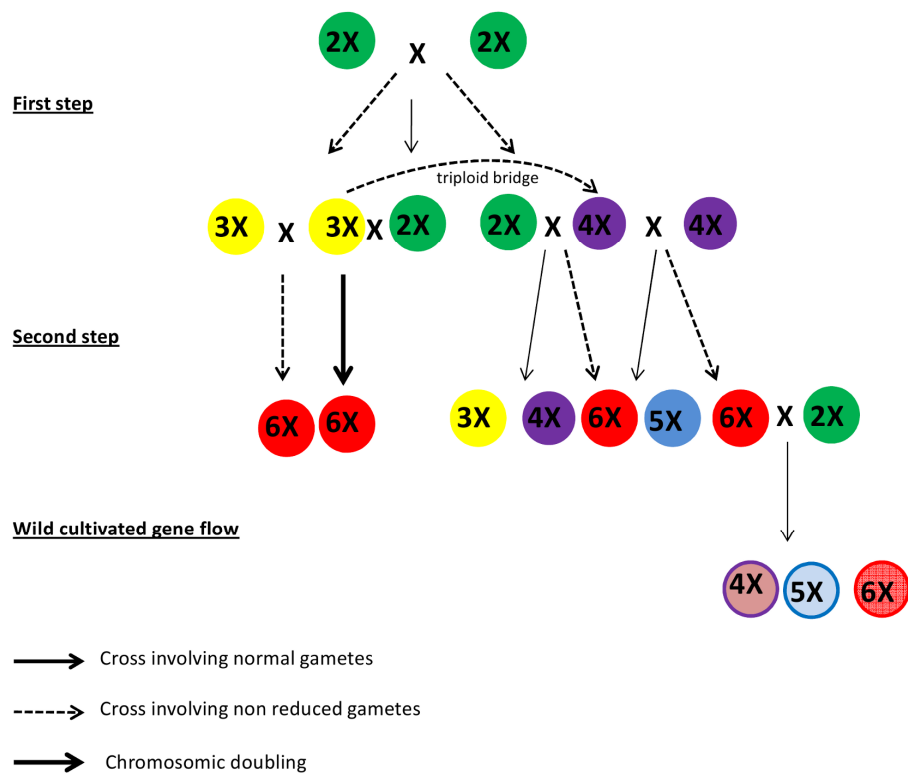 2X X 2X
First step
triploid bridge
3X X 3X X 2X 2X X 4X X 4X
Second step
6X 6X 3X 4X 6X 5X 6X X 2X
Wild cultivated gene flow
4X 5X 6X
Cross involving normal gametes
Cross involving non reduced gametes
Chromosomic doubling